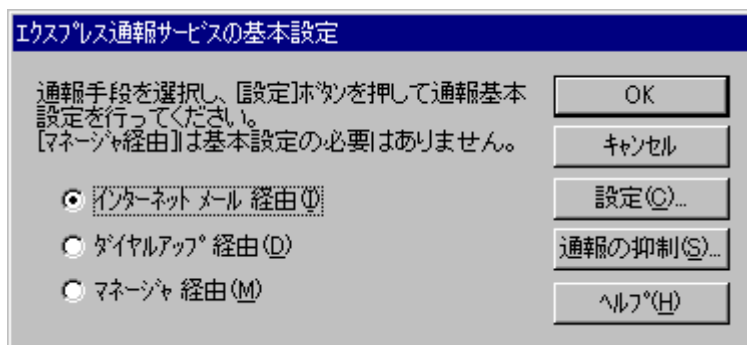 エクスプレス通報サービスの基本設定
通報手段を選択し、[設定]ボタンを押して通報基本
設定を行ってください。
[マネージャ経由]は基本設定の必要はありません。
インターネット メール 経由(I)
ダイヤルアップ 経由(D)
マネージャ 経由(M)
OK
キャンセル
設定(C)...
通報の抑制(S)...
ヘルプ(H)